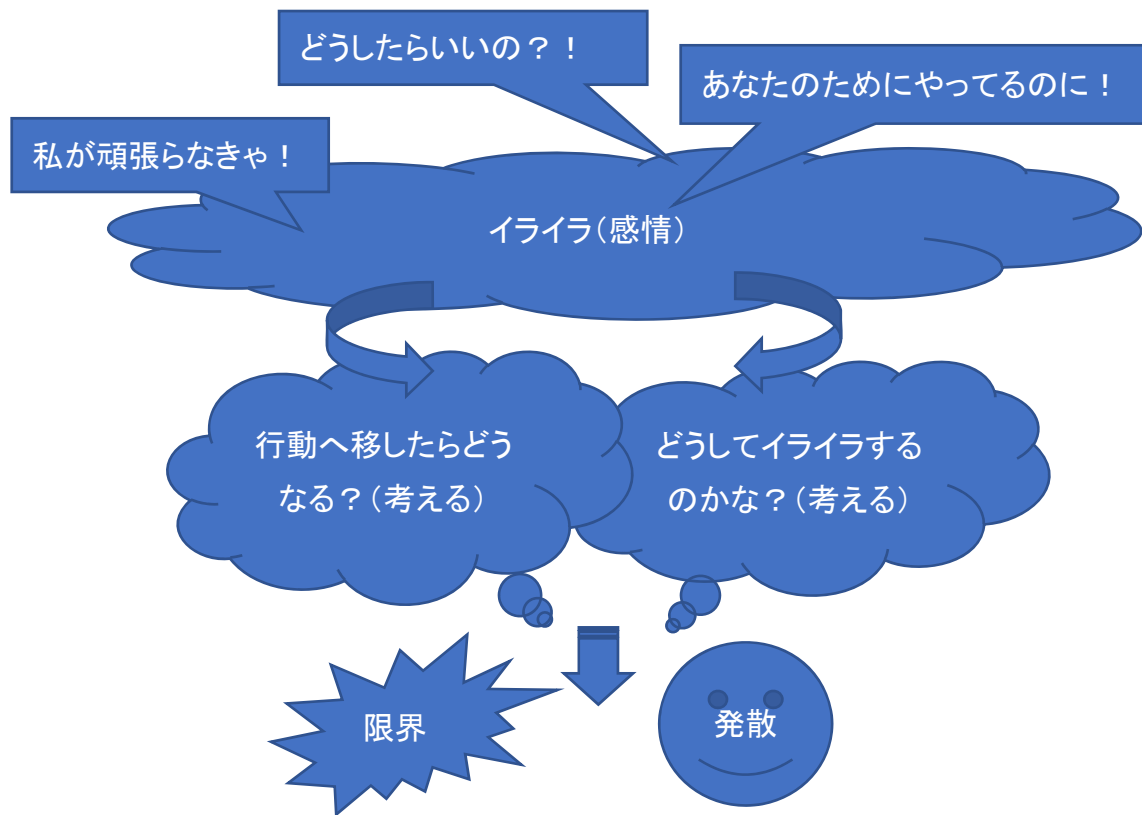 どうしたらいいの？！
あなたのためにやってるのに！
私が頑張らなきゃ！
イライラ（感情）
行動へ移したらどう
なる？（考える）
どうしてイライラする
のかな？（考える）
限界
発散